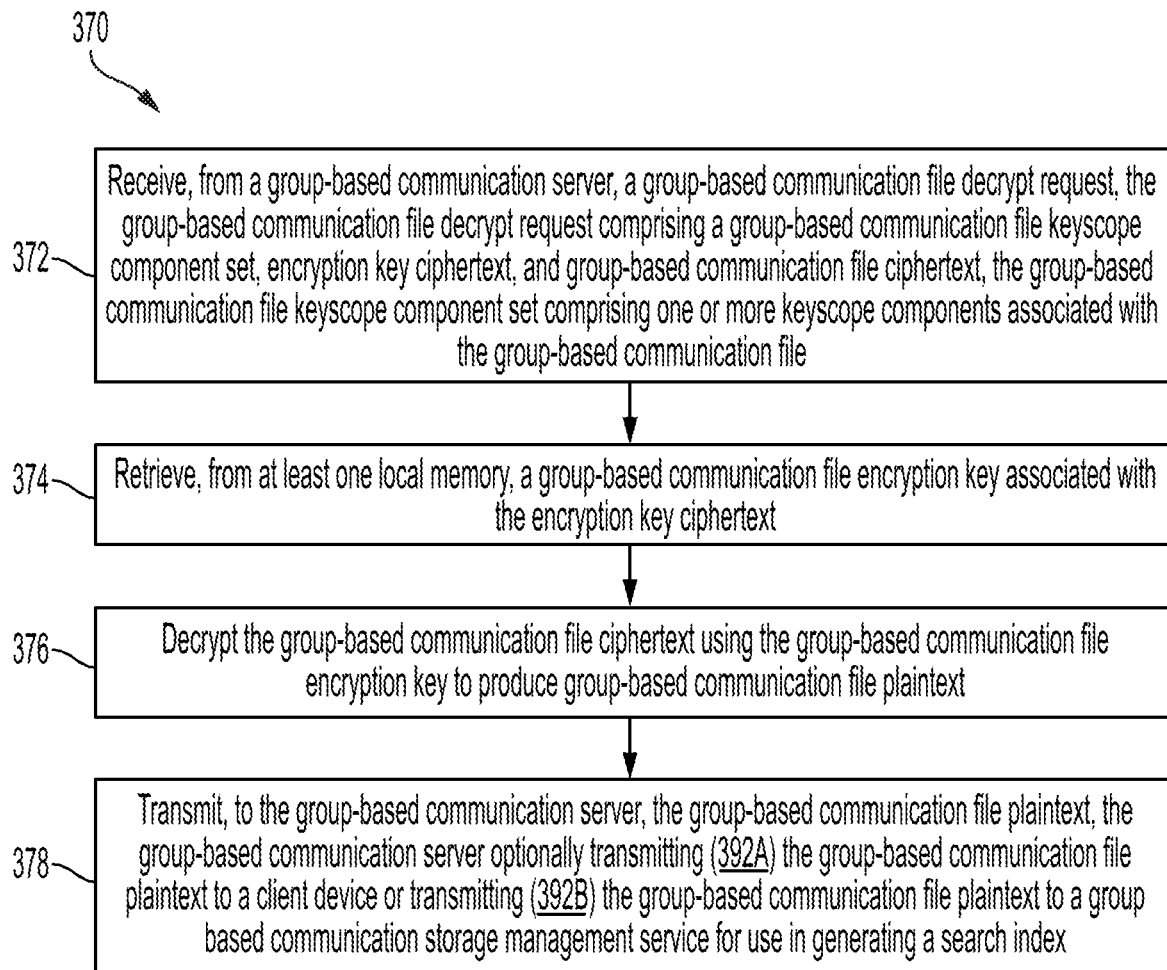 370
372
Receive, from a group-based communication server, a group-based communication file decrypt request, the
group-based communication file decrypt request comprising a group-based communication file keyscope
component set, encryption key ciphertext, and group-based communication file ciphertext, the group-based
communication file keyscope component set comprising one or more keyscope components associated with
the group-based communication file
374
Retrieve, from at least one local memory, a group-based communication file encryption key associated with
the encryption key ciphertext
376
Decrypt the group-based communication file ciphertext using the group-based communication file
encryption key to produce group-based communication file plaintext
378
Transmit, to the group-based communication server, the group-based communication file plaintext, the
group-based communication server optionally transmitting (392A) the group-based communication file
plaintext to a client device or transmitting (392B) the group-based communication file plaintext to a group
based communication storage management service for use in generating a search index